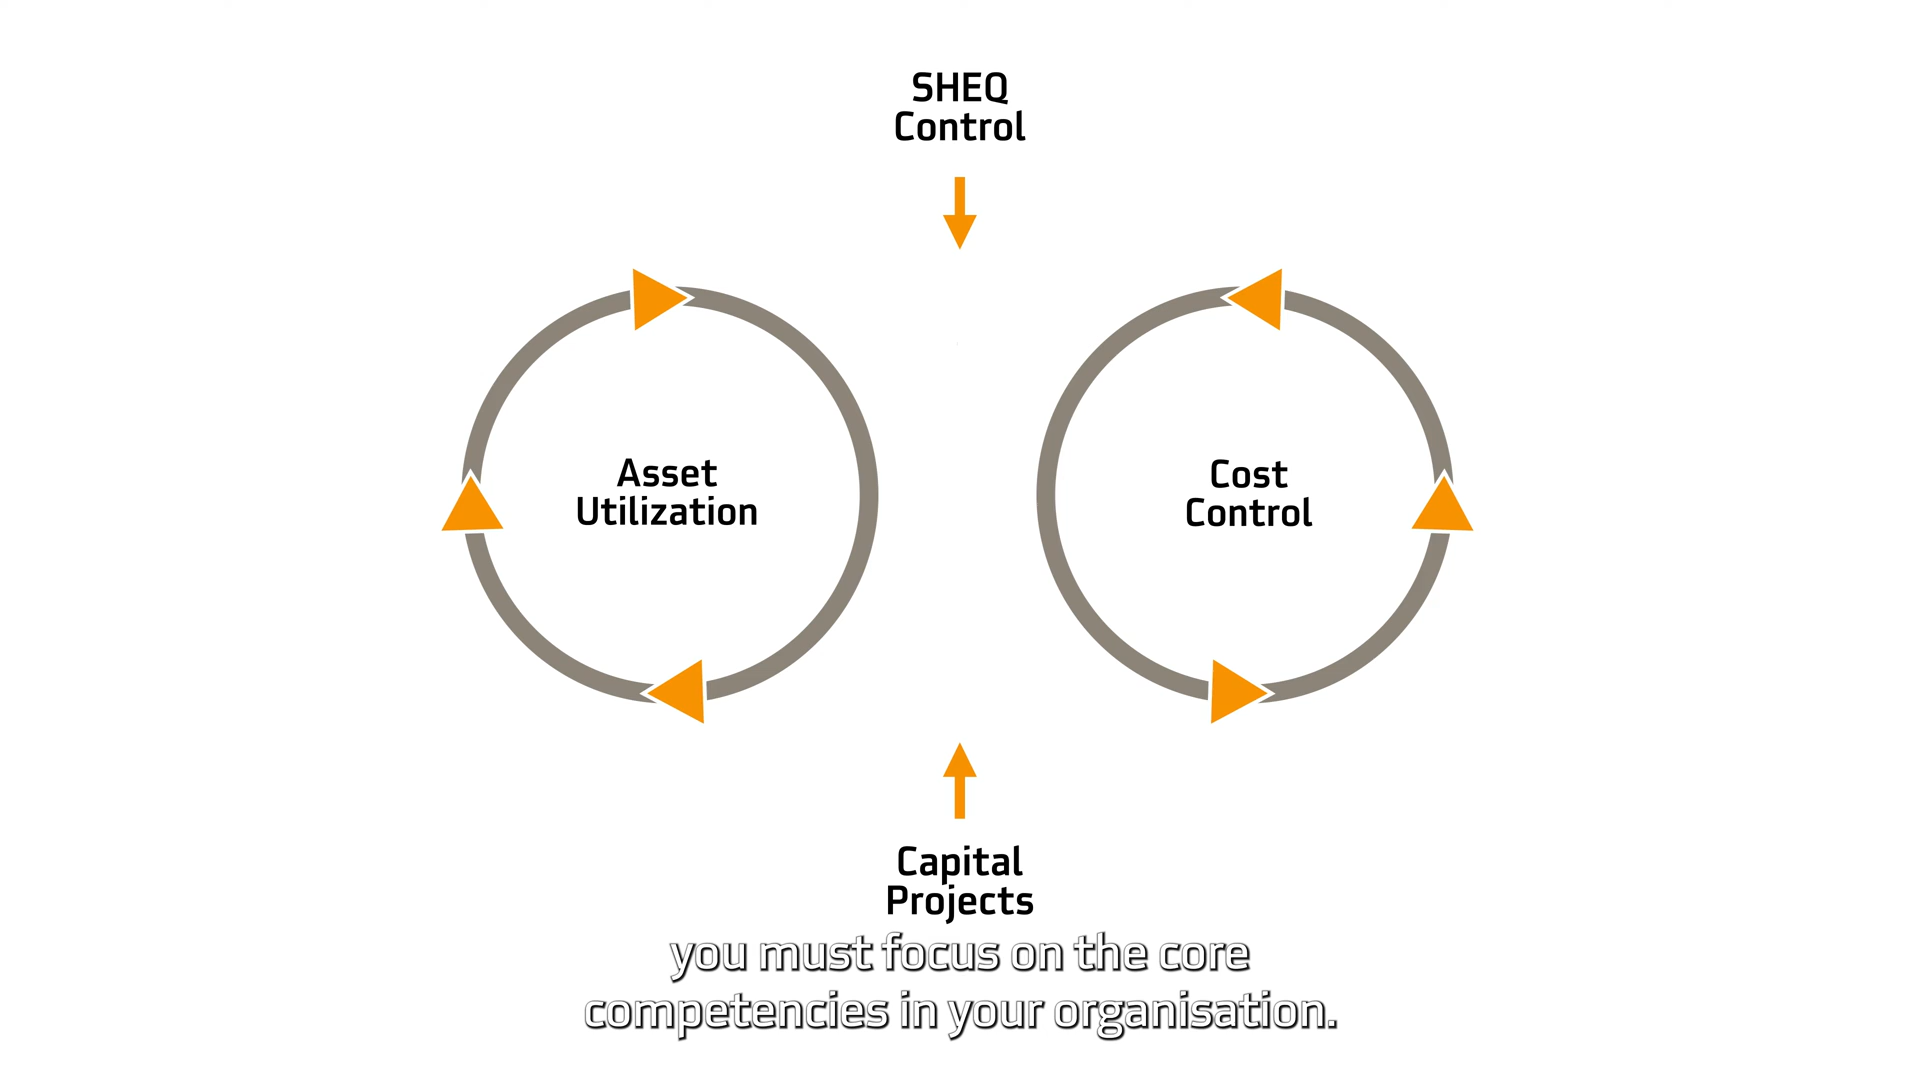 SHEQ
Control
Asset
Utilization
Cost
Control
Capital
Projects
you must focus on the core
competencies in your organisation.